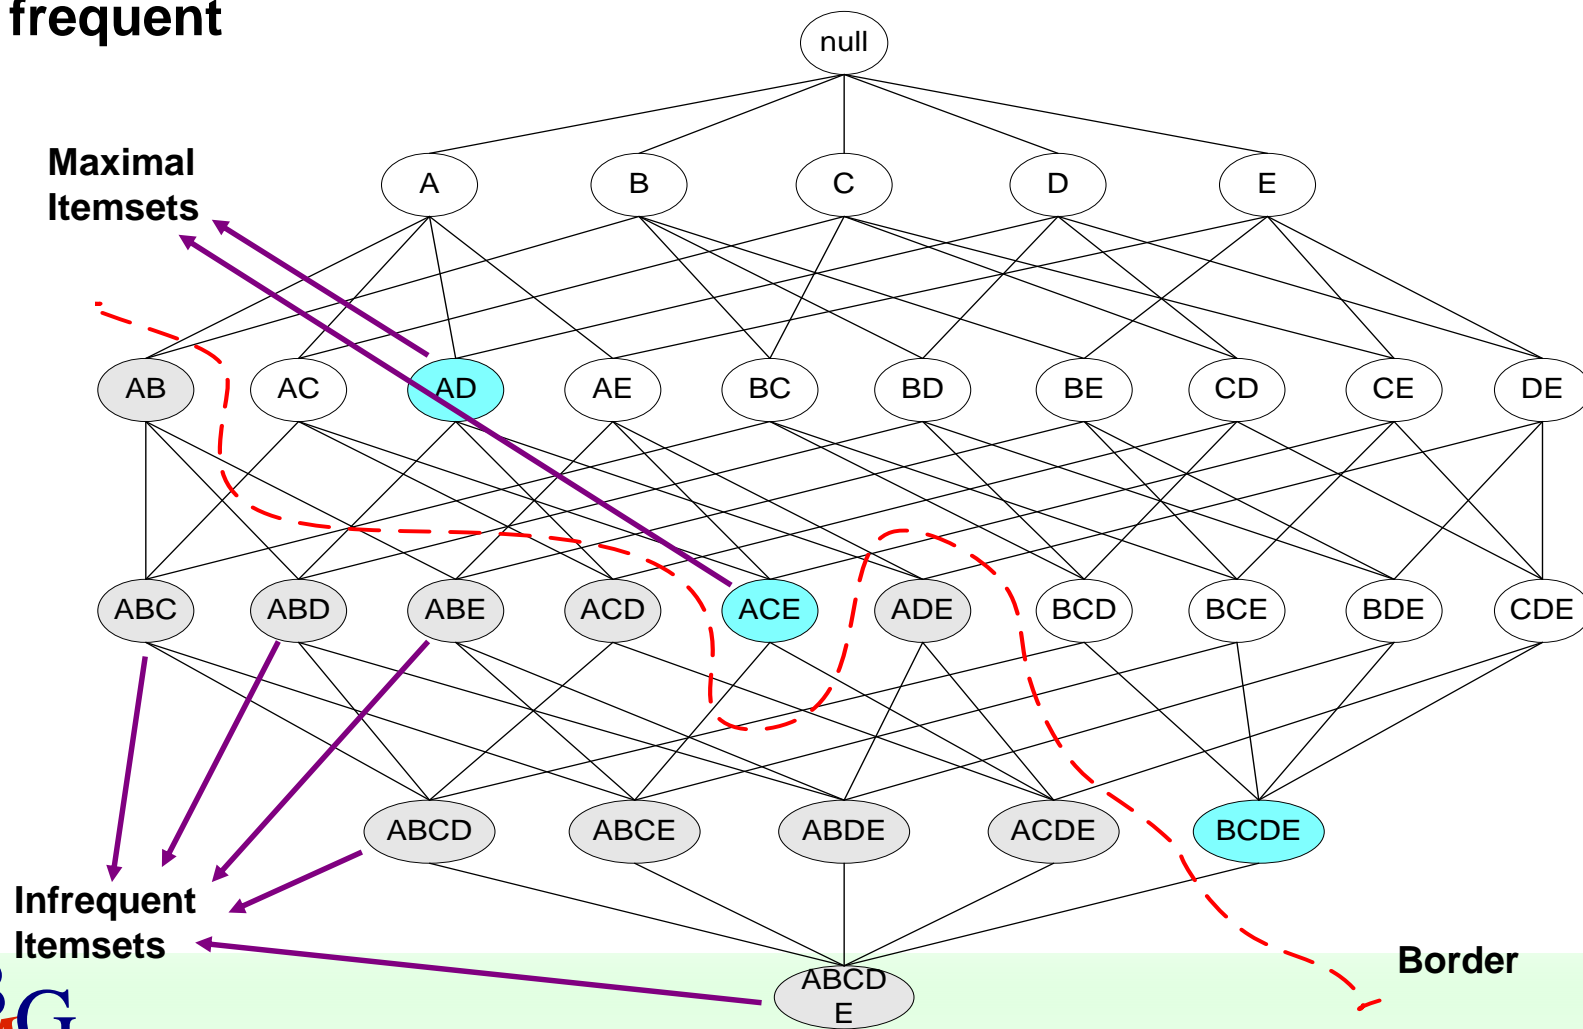 frequent
null
Maximal
Itemsets
A B C D E
AB AC AD AE BC BD BE CD CE DE
ABC ABD ABE ACD ACE ADE BCD BCE BDE CDE
ABCD ABCE ABDE ACDE BCDE
Infrequent
Itemsets
Border
ABCD
E
G